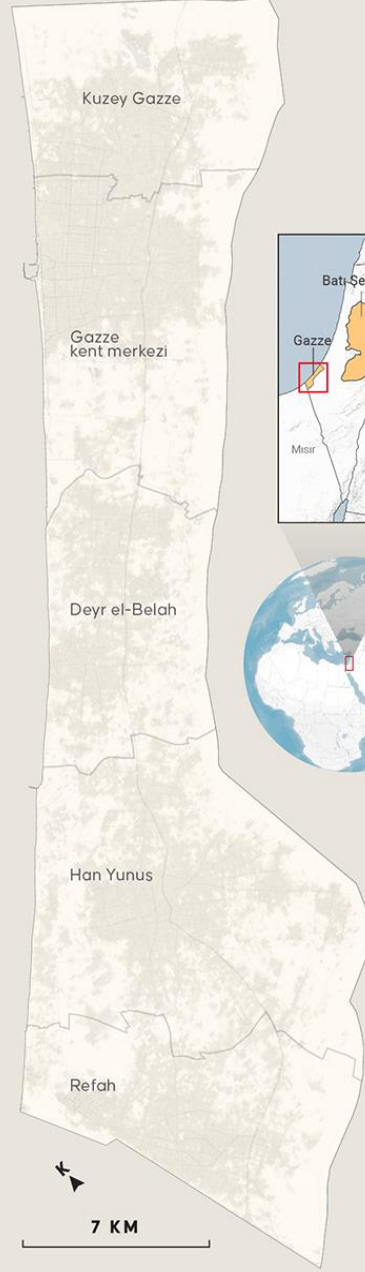 Kuzey Gazze
Gazze
kent merkezi
Batı Şe
Gazze
Mısır
Deyr el-Belah
Han Yunus
Refah
K
7 KM